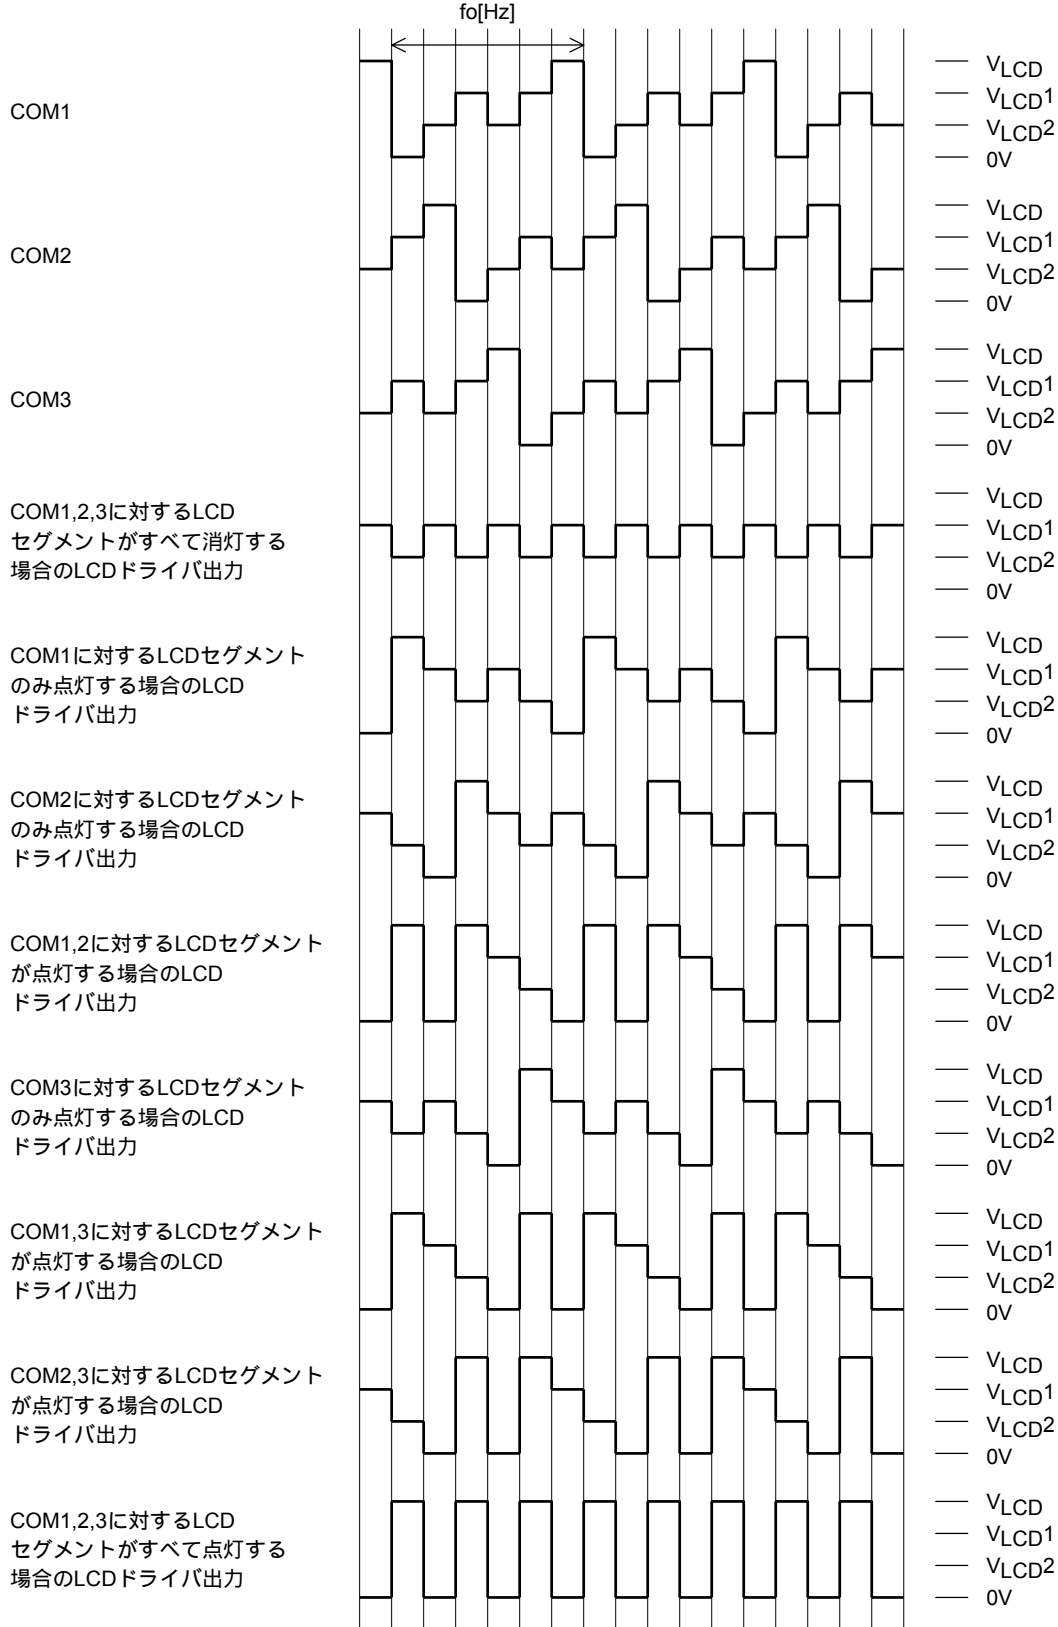 fo[Hz]
COM1
VLCD
VLCD1
VLCD2
0V
COM2
VLCD
VLCD1
VLCD2
0V
COM3
VLCD
VLCD1
VLCD2
0V
COM1,2,3に対するLCD
セグメントがすべて消灯する
場合のLCDドライバ出力
VLCD
VLCD1
VLCD2
0V
COM1に対するLCDセグメント
のみ点灯する場合のLCD
ドライバ出力
VLCD
VLCD1
VLCD2
0V
COM2に対するLCDセグメント
のみ点灯する場合のLCD
ドライバ出力
VLCD
VLCD1
VLCD2
0V
COM1,2に対するLCDセグメント
が点灯する場合のLCD
ドライバ出力
VLCD
VLCD1
VLCD2
0V
COM3に対するLCDセグメント
のみ点灯する場合のLCD
ドライバ出力
VLCD
VLCD1
VLCD2
0V
COM1,3に対するLCDセグメント
が点灯する場合のLCD
ドライバ出力
VLCD
VLCD1
VLCD2
0V
COM2,3に対するLCDセグメント
が点灯する場合のLCD
ドライバ出力
VLCD
VLCD1
VLCD2
0V
COM1,2,3に対するLCD
セグメントがすべて点灯する
場合のLCDドライバ出力
VLCD
VLCD1
VLCD2
0V